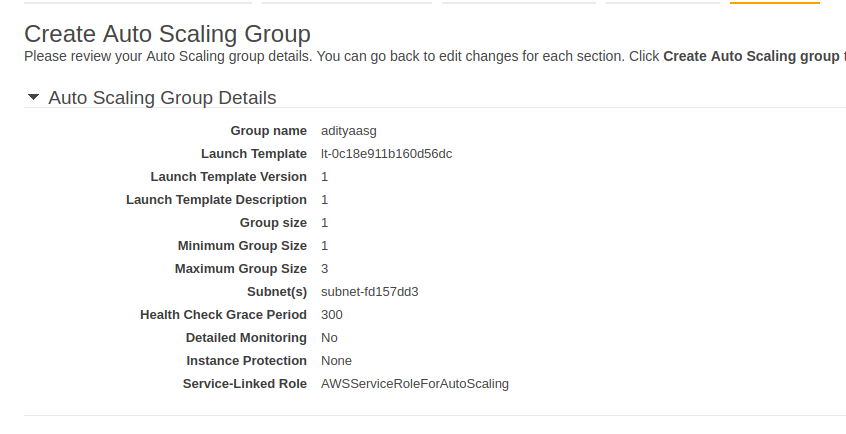 Create Auto Scaling Group
Please review your Auto Scaling group details. You can go back to edit changes for each section. Click Create Auto Scaling group t
Auto Scaling Group Details
Group name adityaasg
Launch Template lt-0c18e911b160d56dc
Launch Template Version 1
Launch Template Description 1
Group size 1
Minimum Group Size 1
Maximum Group Size 3
Subnet(s) subnet-fd157dd3
Health Check Grace Period 300
Detailed Monitoring No
Instance Protection None
Service-Linked Role AWSServiceRoleForAutoScaling